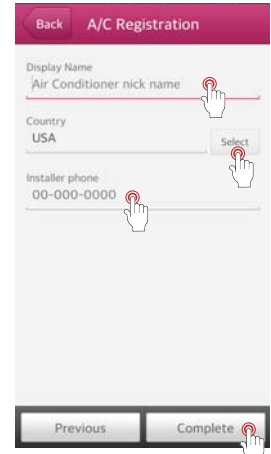 Back A/C Registration
Display Name
Air Conditioner nick name
Country
USA Select
Installer phone
00-000-0000
Previous Complete